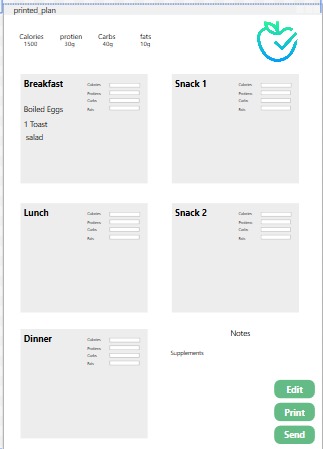 printed_plan
Calories protien Carbs fats
1500 30g 40g 10g
Breakfast
Calories
Proteins
Carbs
Fats
Boiled Eggs
1 Toast
salad
Snack 1
Calories
Proteins
Carbs
Fats
Lunch
Calories
Proteins
Carbs
Fats
Snack 2
Calories
Proteins
Carbs
Fats
Dinner
Calories
Proteins
Carbs
Fats
Notes
Supplements
Edit
Print
Send